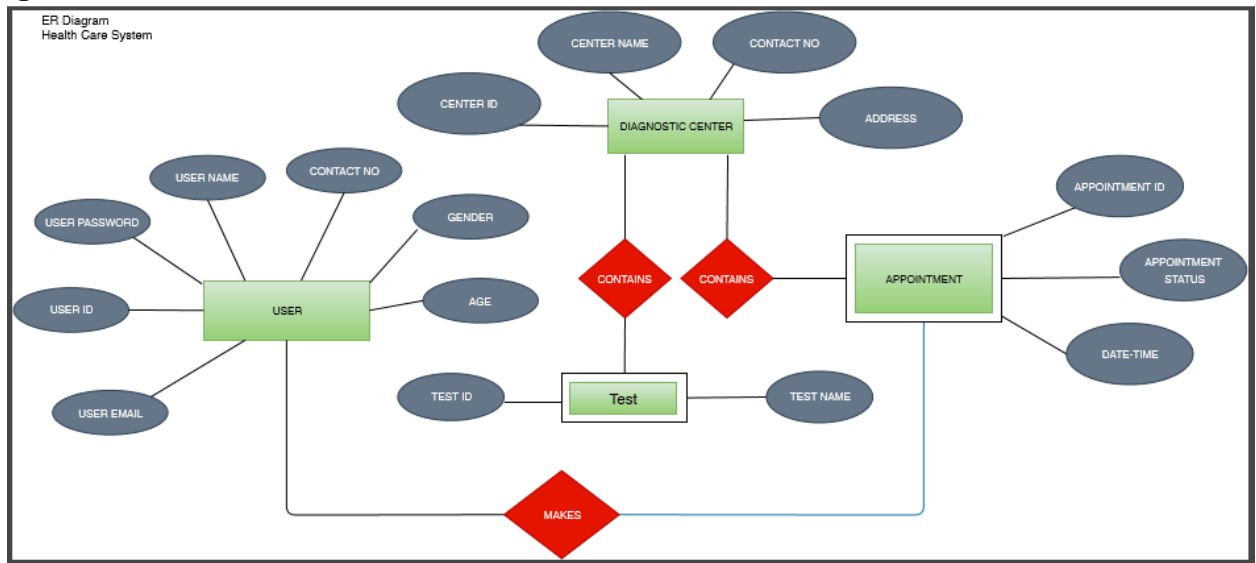 ER Diagram
Health Care System
CENTER NAME
CONTACT NO
CENTER ID
DIAGNOSTIC CENTER
ADDRESS
USER NAME
CONTACT NO
USER PASSWORD
GENDER
APPOINTMENT ID
USER ID
USER
AGE
CONTAINS
CONTAINS
APPOINTMENT
APPOINTMENT
STATUS
DATE-TIME
USER EMAIL
TEST ID
Test
TEST NAME
MAKES